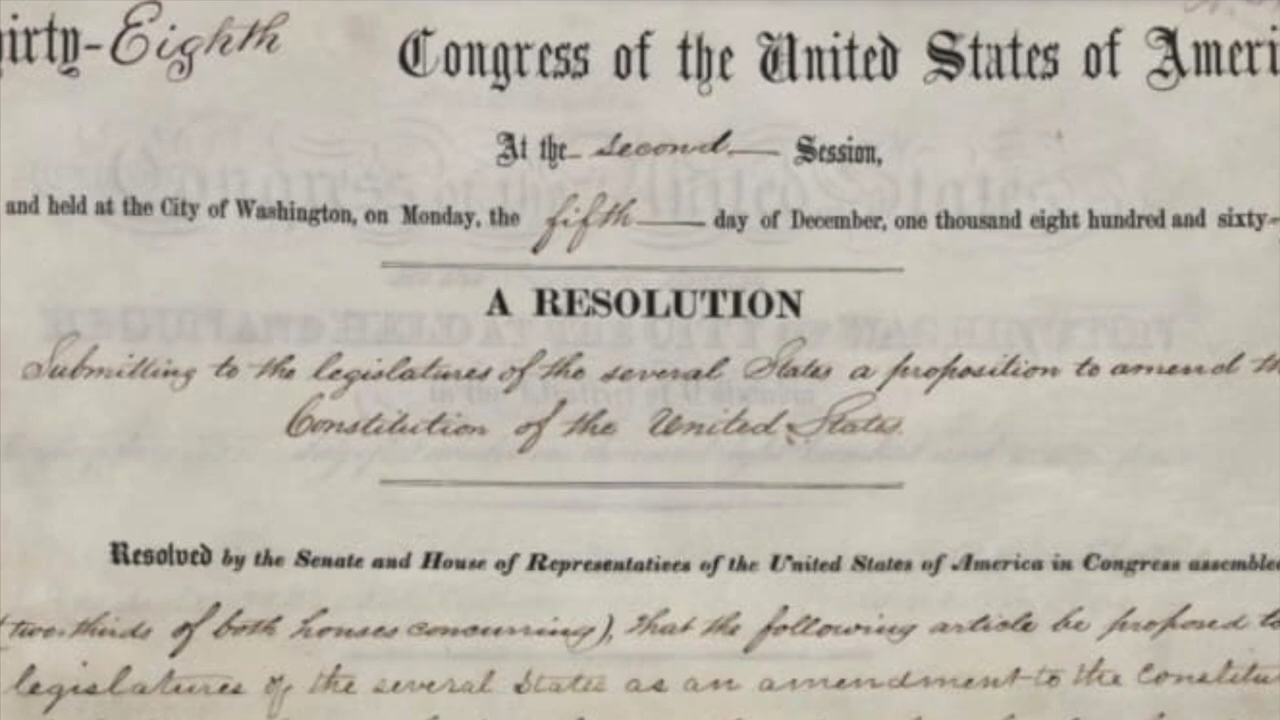 irty-Eighth Congress of the United States of Ameri
At the second Session,
and held at the City of Washington, on Monday, the fifth day of December, one thousand eight hundred and sixty-
A RESOLUTION
Submitting to the legislatures of the several States a proposition to amend th
Constitution of the United States.
Resolved by the Senate and House of Representatives of the United States of America in Congress assemble
(two-thirds of both houses concurring), that the following article be proposed to
legislatures of the several States as an amendment to the Constitu